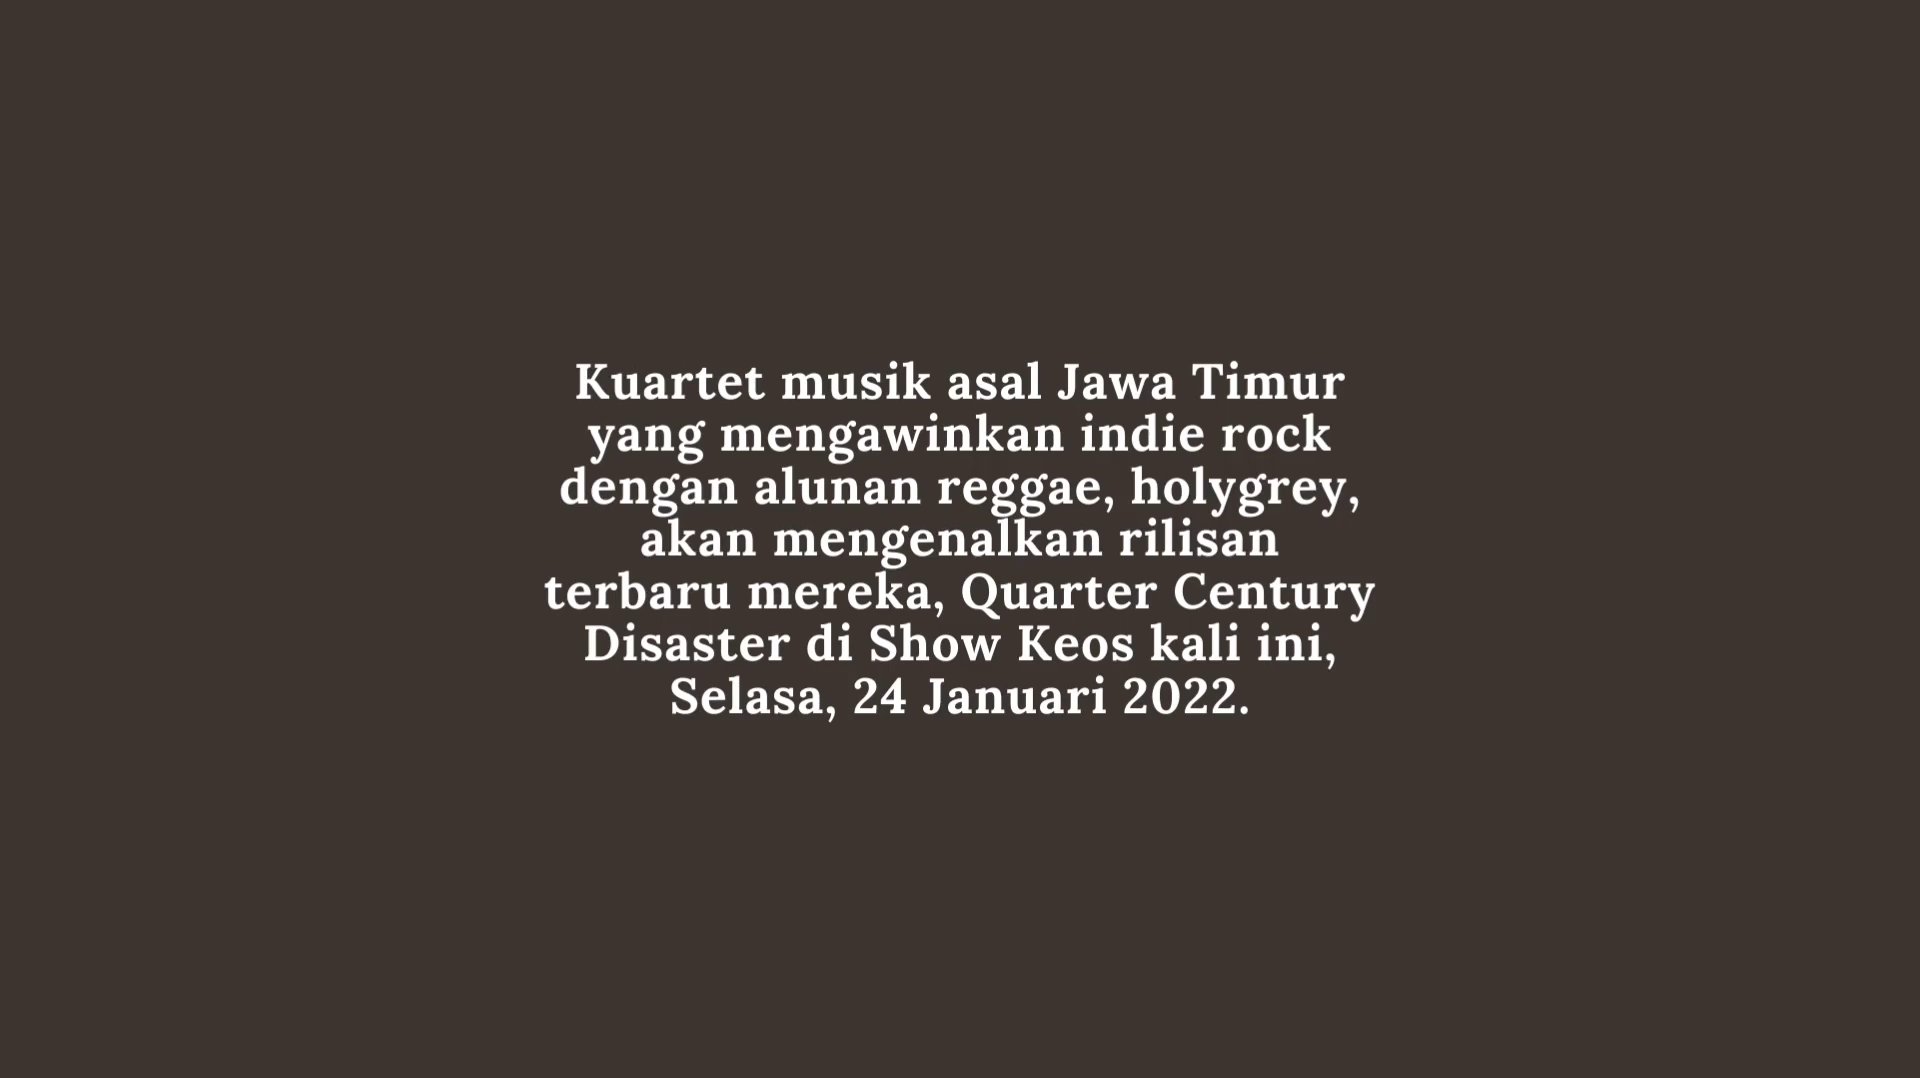 Kuartet musik asal Jawa Timur
yang mengawinkan indie rock
dengan alunan reggae, holygrey,
akan mengenalkan rilisan
terbaru mereka, Quarter Century
Disaster di Show Keos kali ini,
Selasa, 24 Januari 2022.